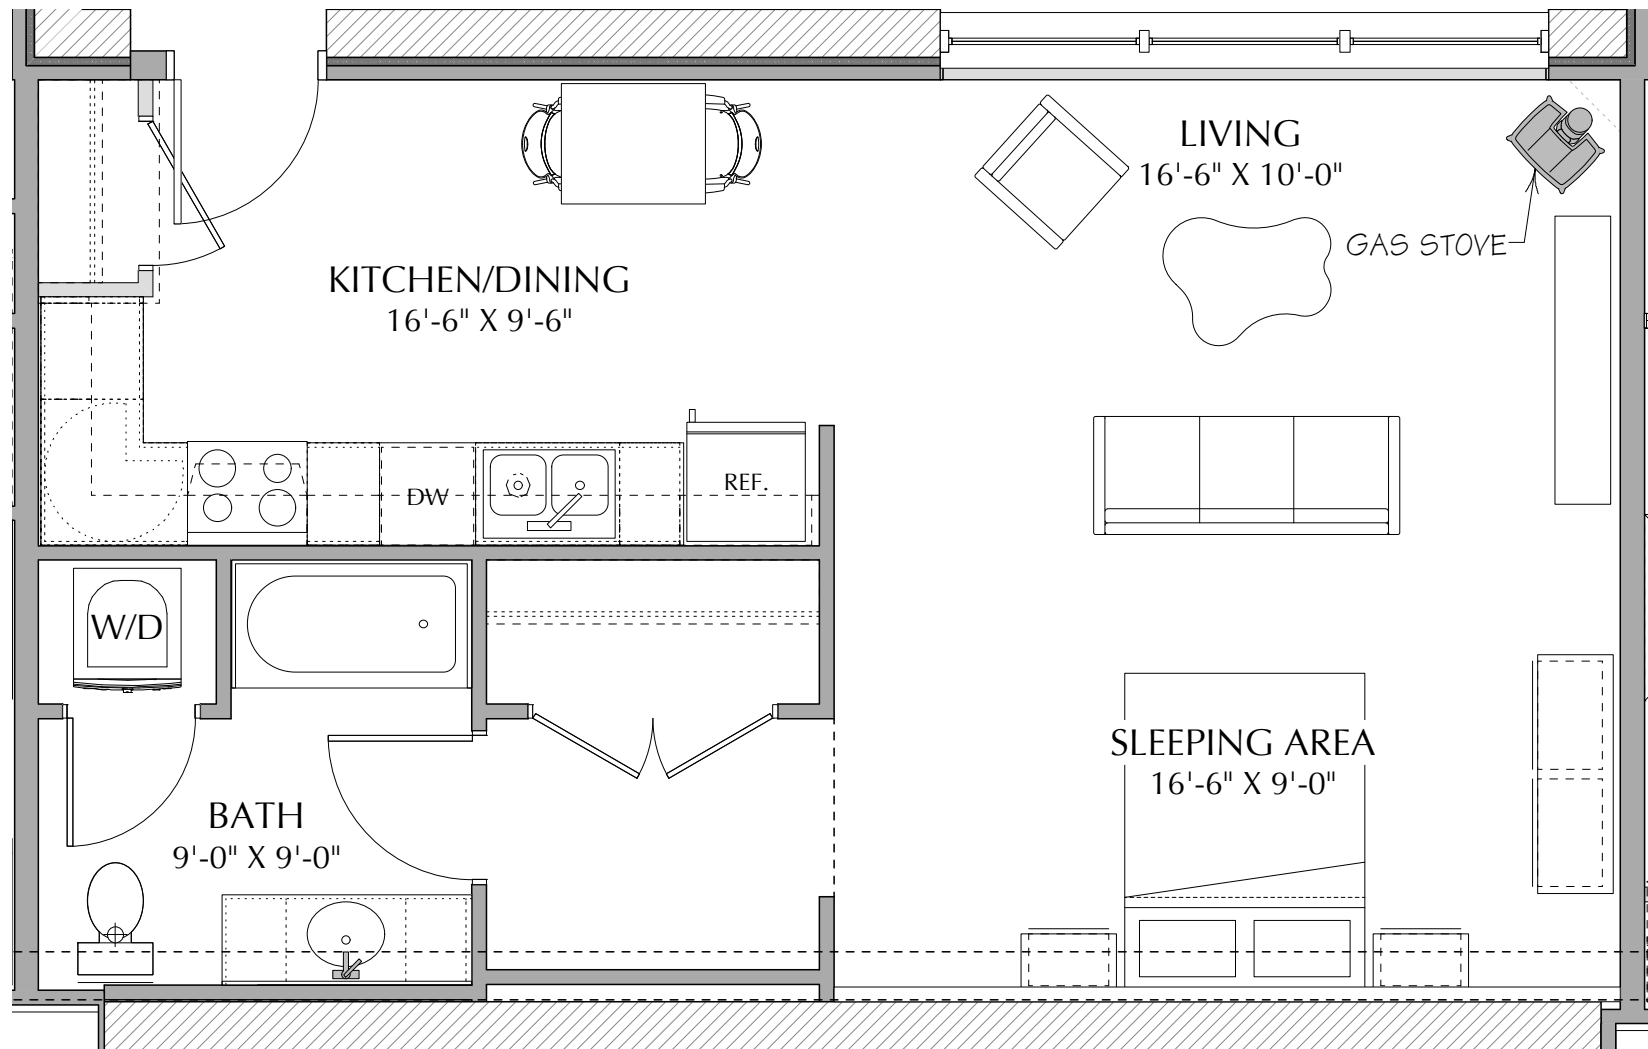 LIVING
16'-6" X 10'-0"
GAS STOVE
KITCHEN/DINING
16'-6" X 9'-6"
DW
REF.
W/D
SLEEPING AREA
16'-6" X 9'-0"
BATH
9'-0" X 9'-0"